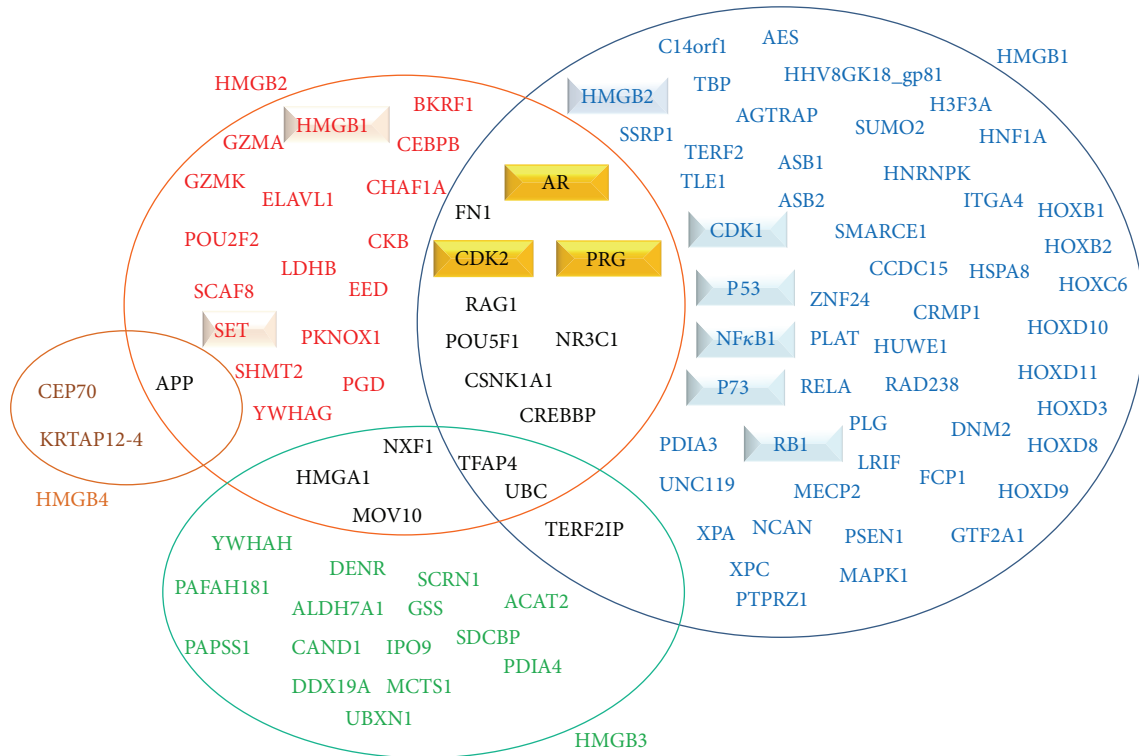 C14orf1
AES
HMGB1
HMGB2
TBP
HHV8GK18_gp81
HMGB2
BKRF1
H3F3A
HMGB1
AGTRAP
SUMO2
HNF1A
GZMA
CEBPB
SSRP1
TERF2
ASB1
HNRNPK
GZMK
ELAVL1
CHAF1A
AR
TLE1
ASB2
ITGA4
HOXB1
FN1
POU2F2
CKB
CDK1
SMARCE1
HOXB2
LDHB
CDK2
PRG
CCDC15
HSPA8
HOXC6
SCAF8
EED
P53
ZNF24
CRMP1
RAG1
SET
PKNOX1
POU5F1
NR3C1
NFκB1
PLAT
HUWE1
HOXD10
SHMT2
PGD
CSNK1A1
P73
RELA
RAD238
HOXD11
CEP70
APP
YWHAG
CREBBP
PLG
DNM2
HOXD3
KRTAP12-4
NXF1
PDIA3
RB1
HOXD8
HMGA1
TFAP4
LRIF
FCP1
HMGB4
UBC
UNC119
MECP2
HOXD9
MOV10
TERF2IP
XPA
NCAN
PSEN1
GTF2A1
YWHAH
DENR
SCRN1
XPC
MAPK1
PAFAH181
ALDH7A1
GSS
ACAT2
PTPRZ1
PAPSS1
CAND1
IPO9
SDCBP
PDIA4
DDX19A
MCTS1
UBXN1
HMGB3